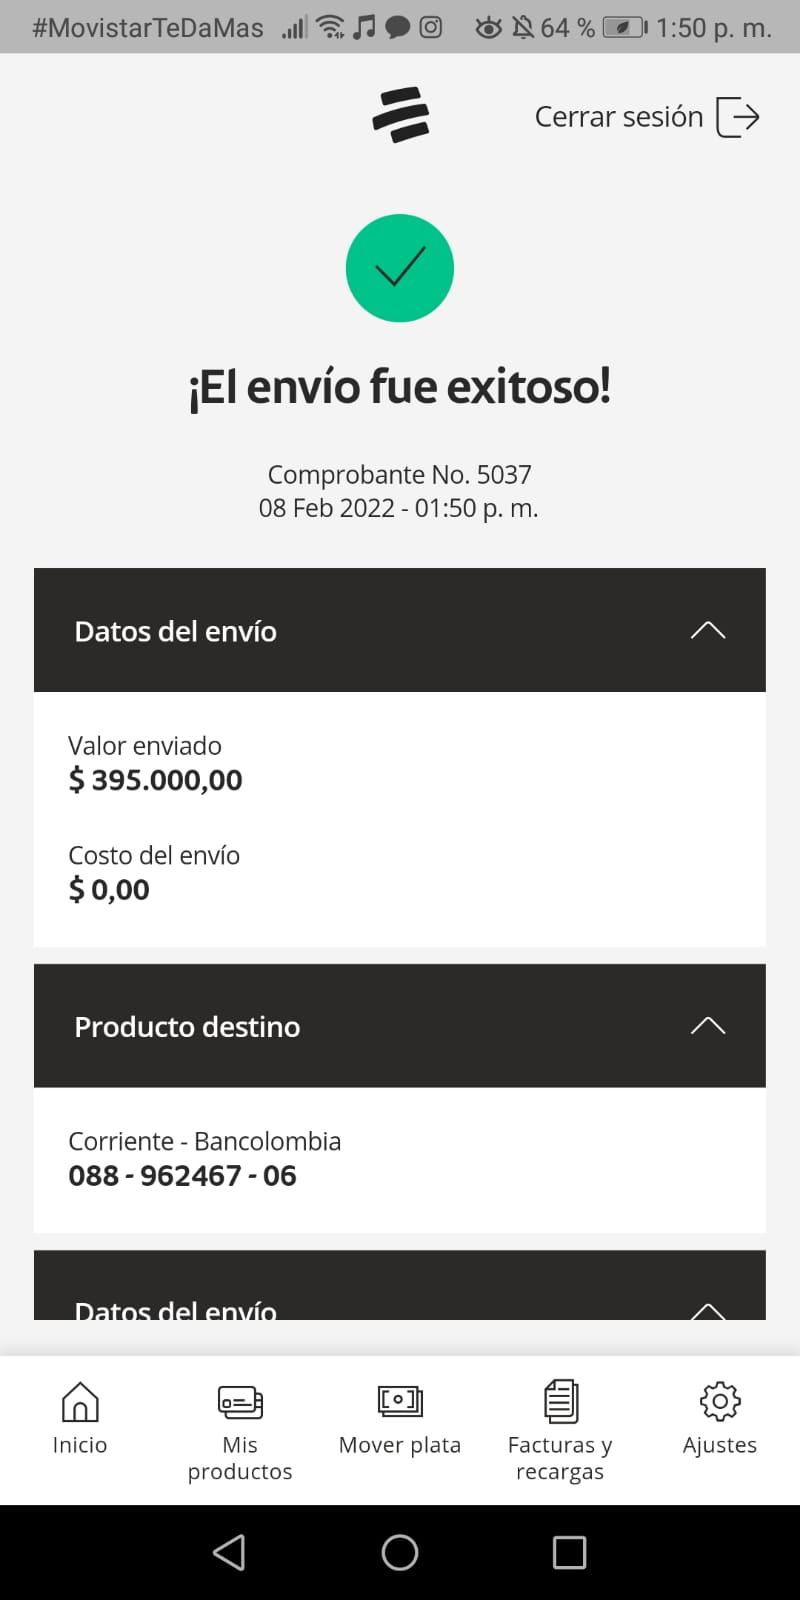 #MovistarTeDaMas 64 % 1:50 p. m.
Cerrar sesión
¡El envío fue exitoso!
Comprobante No. 5037
08 Feb 2022 - 01:50 p. m.
Datos del envío
Valor enviado
$ 395.000,00
Costo del envío
$ 0,00
Producto destino
Corriente - Bancolombia
088 - 962467 - 06
Datos del envío
Inicio
Mis
productos
Mover plata
Facturas y
recargas
Ajustes